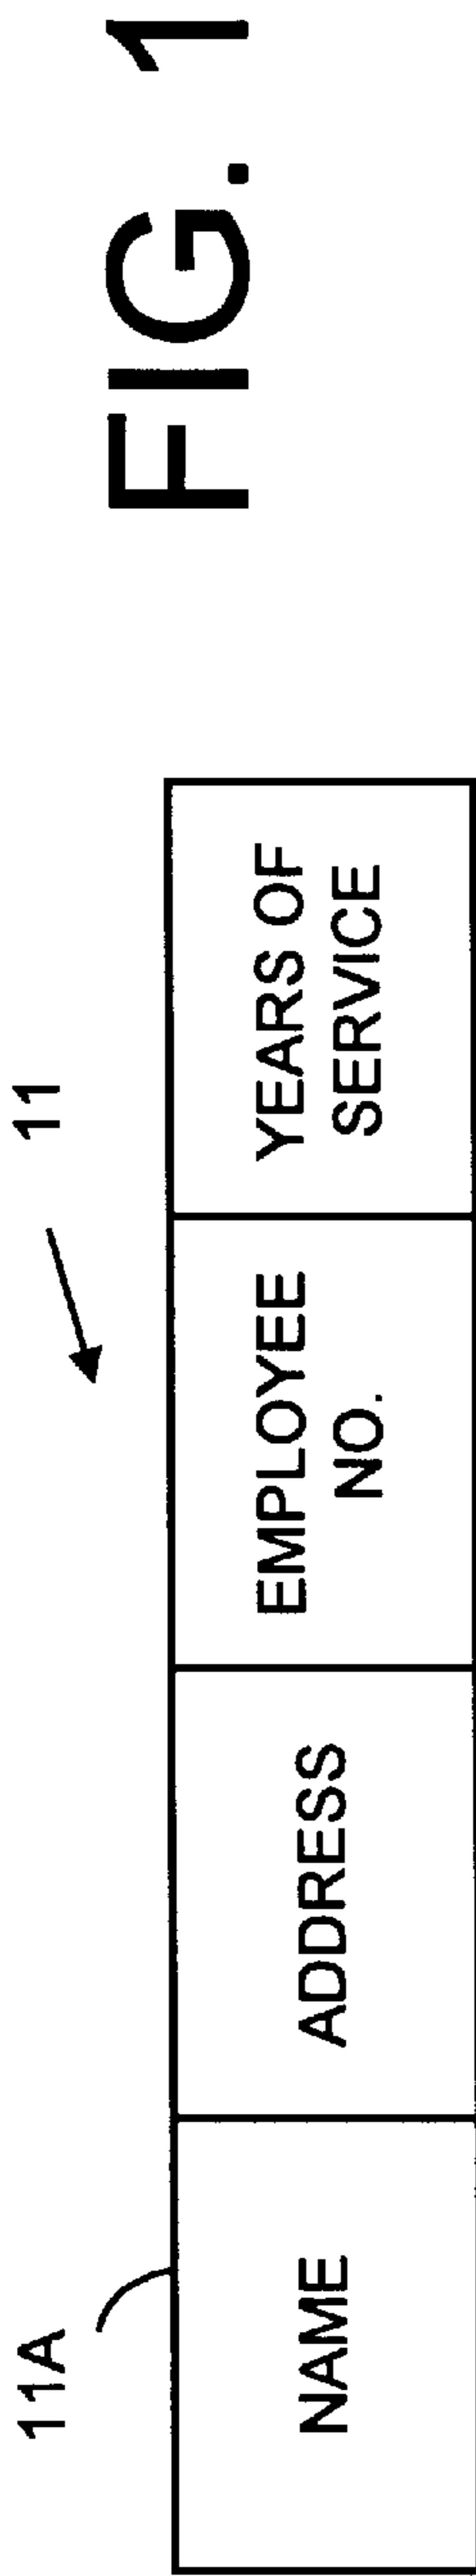 FIG. 1
11
11A
NAME
ADDRESS
EMPLOYEE
NO.
YEARS OF
SERVICE